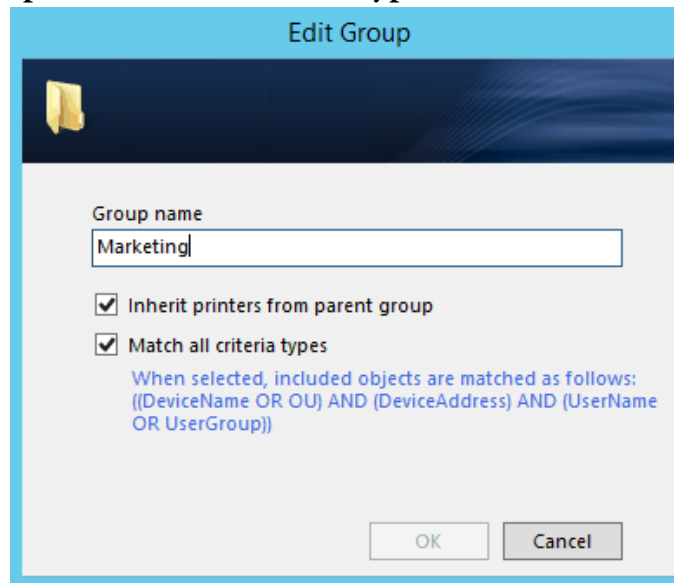 Edit Group
Group name
Marketing
Inherit printers from parent group
Match all criteria types
When selected, included objects are matched as follows:
((DeviceName OR OU) AND (DeviceAddress) AND (UserName
OR UserGroup))
OK
Cancel